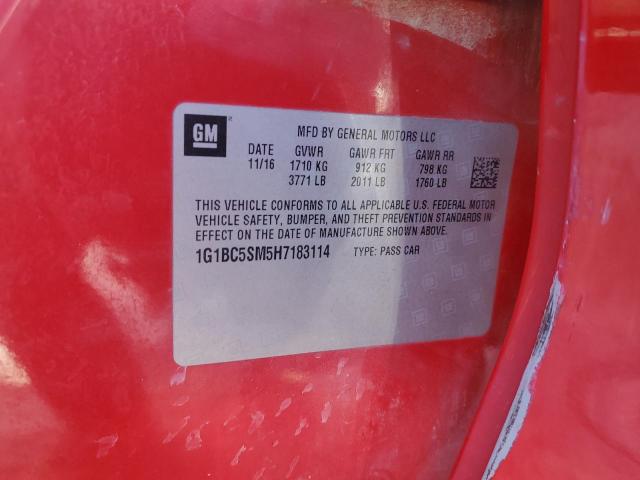 GM
MFD BY GENERAL MOTORS LLC
DATE GVWR GAWR FRT GAWR RR
11/16 1710 KG 912 KG 798 KG
3771 LB 2011 LB 1760 LB
THIS VEHICLE CONFORMS TO ALL APPLICABLE U.S. FEDERAL MOTOR
VEHICLE SAFETY, BUMPER, AND THEFT PREVENTION STANDARDS IN
EFFECT ON THE DATE OF MANUFACTURE SHOWN ABOVE.
1G1BC5SM5H7183114 TYPE: PASS CAR